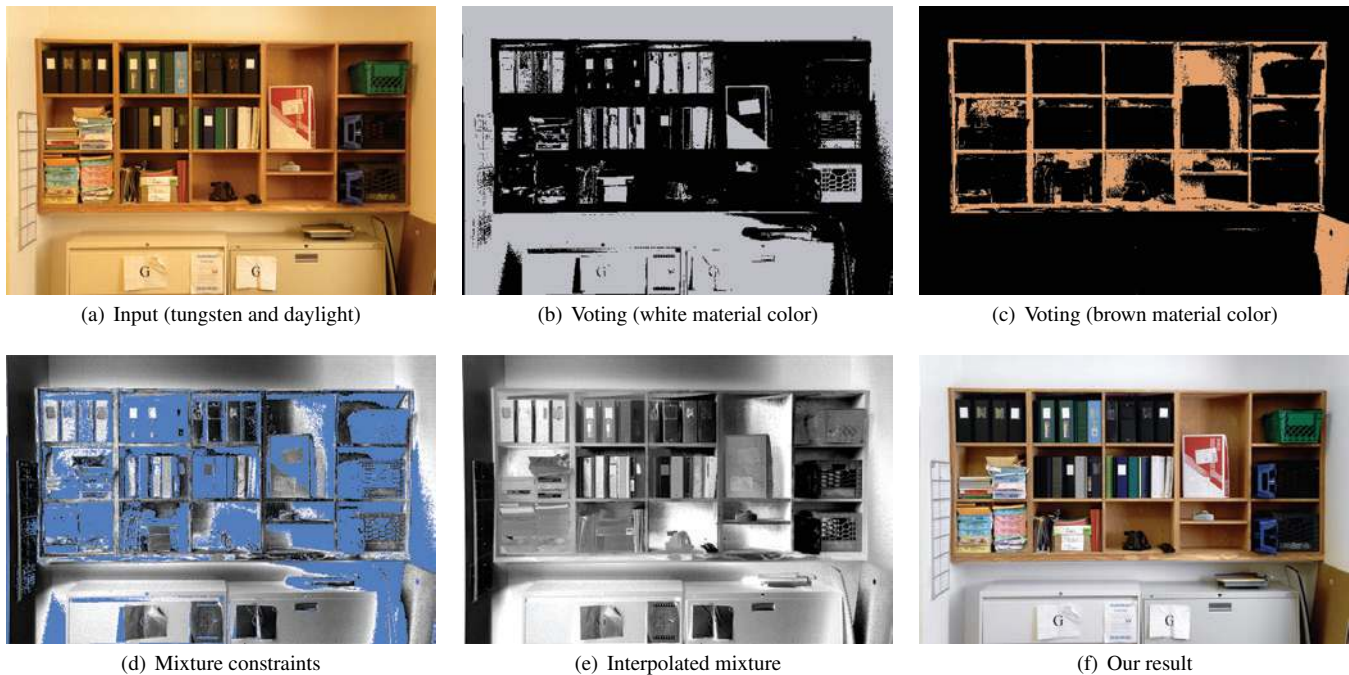 (a) Input (tungsten and daylight)
(b) Voting (white material color)
(c) Voting (brown material color)
G
G
(d) Mixture constraints
(e) Interpolated mixture
(f) Our result
G
G